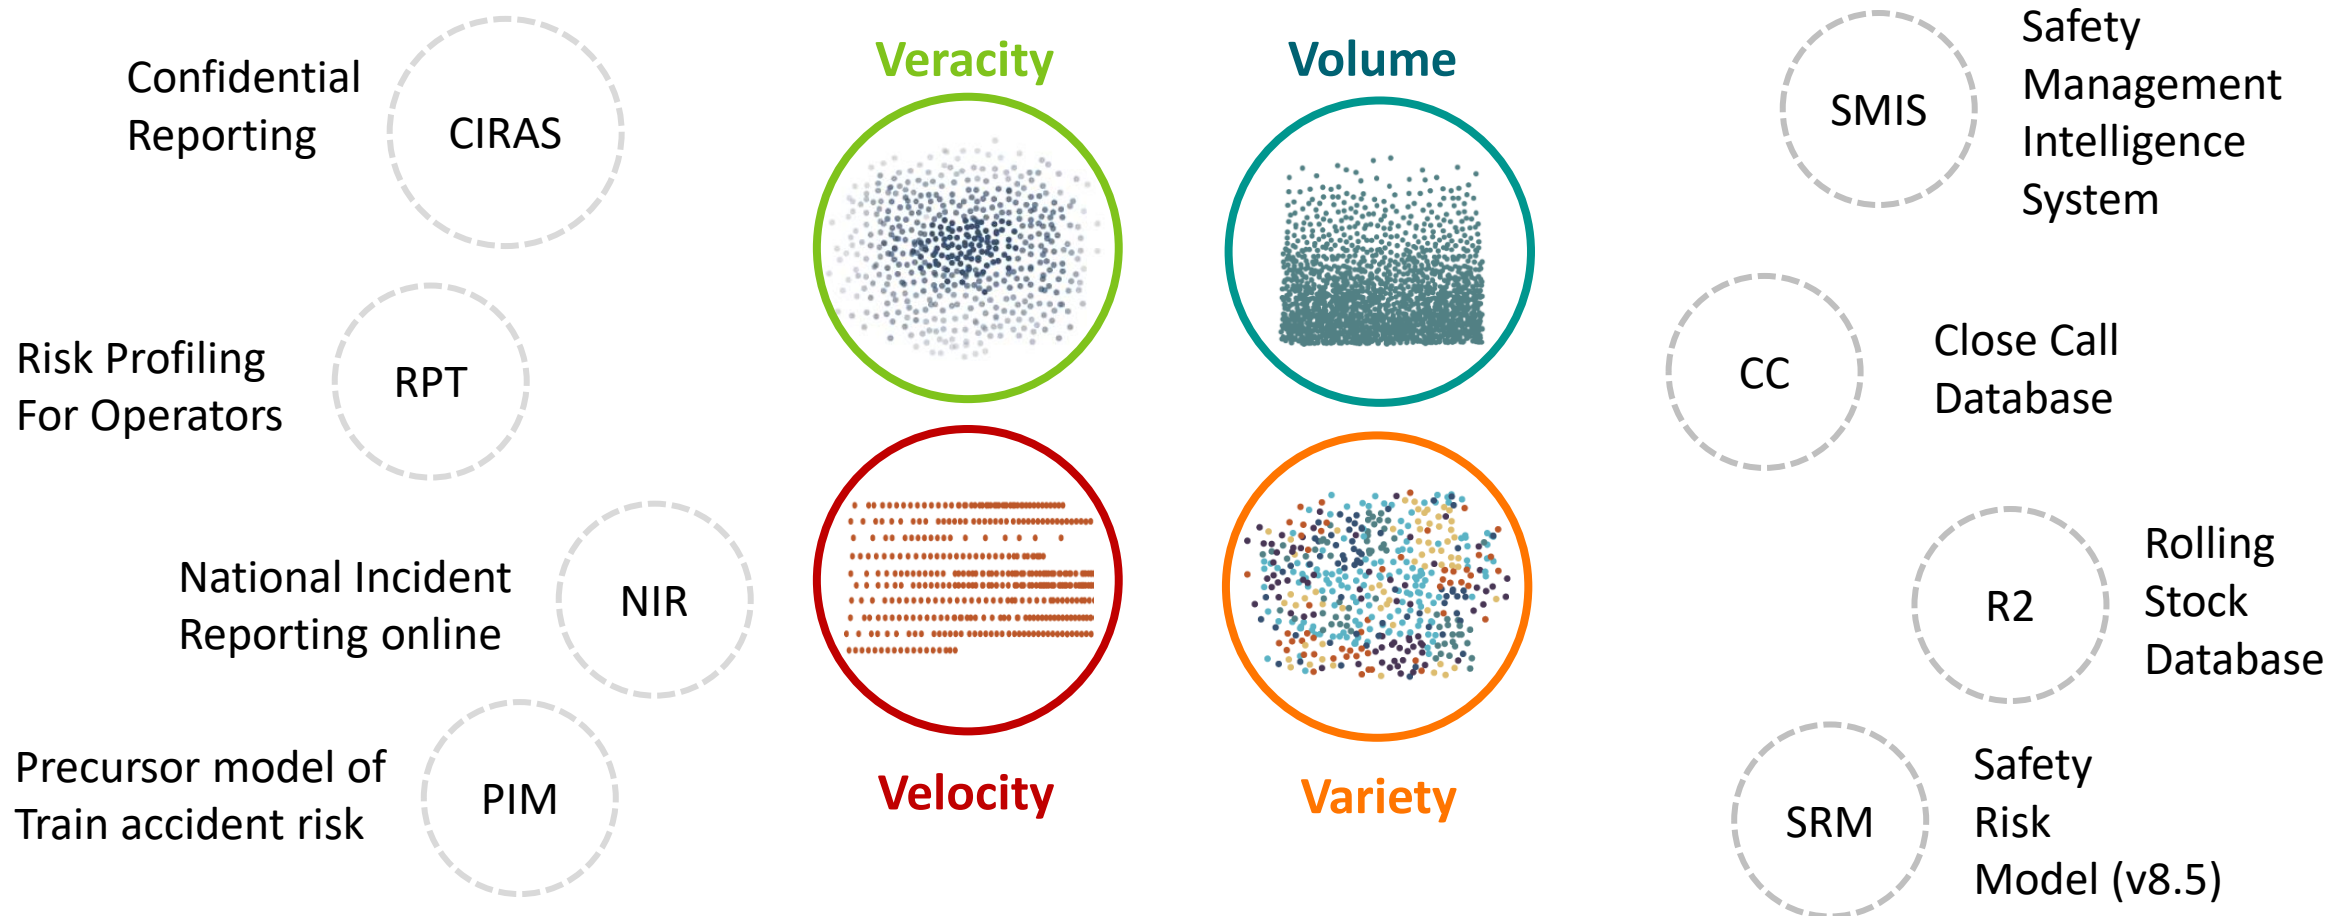 Confidential
Reporting
CIRAS
Risk Profiling
For Operators
RPT
National Incident
Reporting online
NIR
Precursor model of
Train accident risk
PIM
Veracity
Volume
Velocity
Variety
SMIS
Safety
Management
Intelligence
System
CC
Close Call
Database
R2
Rolling
Stock
Database
SRM
Safety
Risk
Model (v8.5)